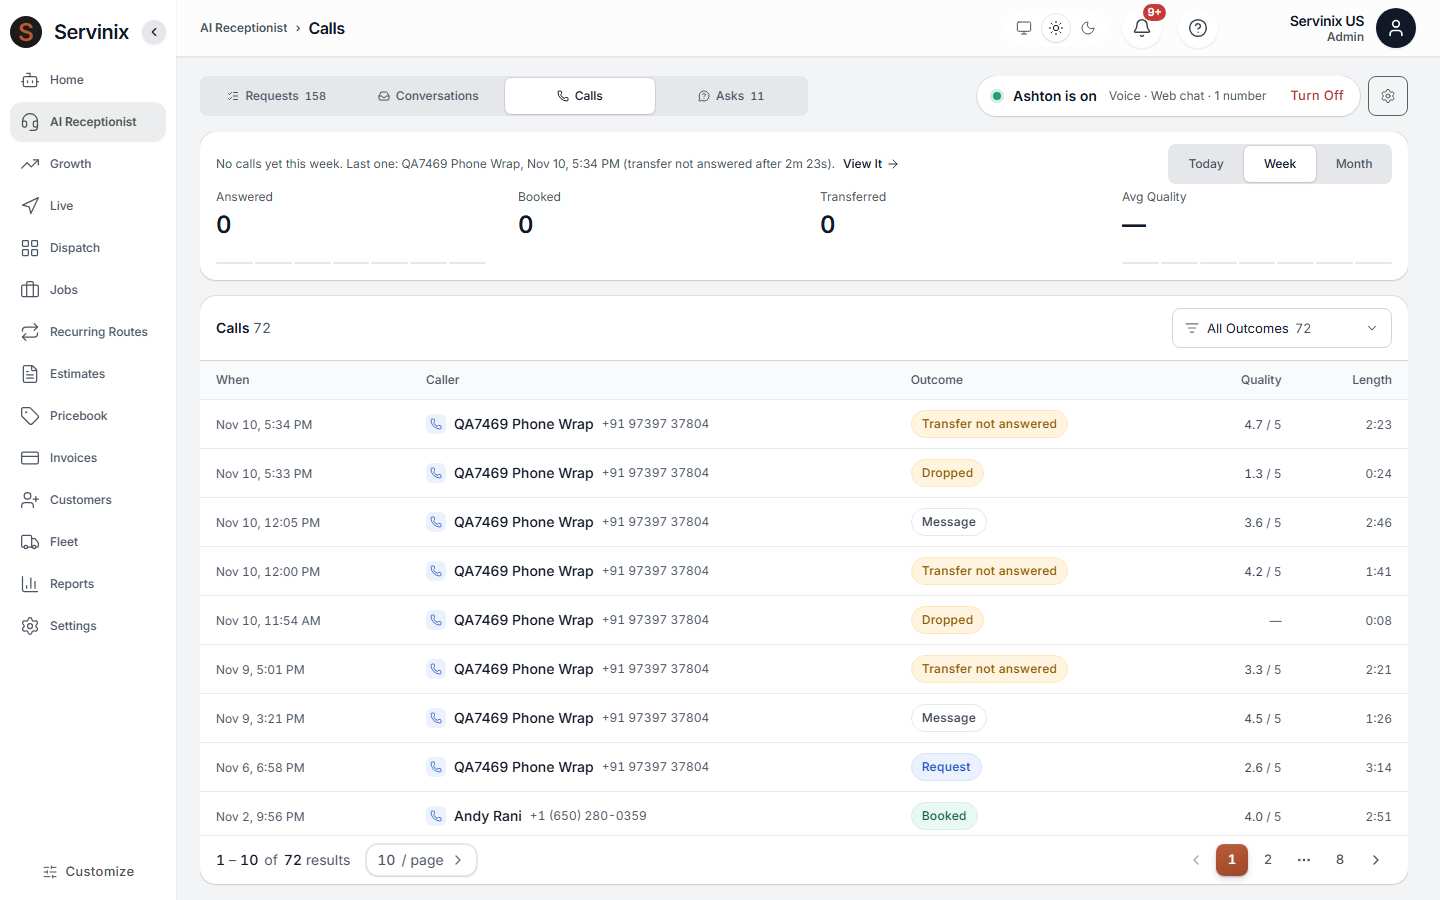 S Servinix
AI Receptionist › Calls
9+
Servinix US
Admin
Home
AI Receptionist
Growth
Live
Dispatch
Jobs
Recurring Routes
Estimates
Pricebook
Invoices
Customers
Fleet
Reports
Settings
Customize
Requests 158 Conversations Calls Asks 11
Ashton is on Voice · Web chat · 1 number Turn Off
No calls yet this week. Last one: QA7469 Phone Wrap, Nov 10, 5:34 PM (transfer not answered after 2m 23s). View It →
Today Week Month
Answered Booked Transferred Avg Quality
0 0 0 —
Calls 72
All Outcomes 72
When Caller Outcome Quality Length
Nov 10, 5:34 PM QA7469 Phone Wrap +91 97397 37804 Transfer not answered 4.7 / 5 2:23
Nov 10, 5:33 PM QA7469 Phone Wrap +91 97397 37804 Dropped 1.3 / 5 0:24
Nov 10, 12:05 PM QA7469 Phone Wrap +91 97397 37804 Message 3.6 / 5 2:46
Nov 10, 12:00 PM QA7469 Phone Wrap +91 97397 37804 Transfer not answered 4.2 / 5 1:41
Nov 10, 11:54 AM QA7469 Phone Wrap +91 97397 37804 Dropped — 0:08
Nov 9, 5:01 PM QA7469 Phone Wrap +91 97397 37804 Transfer not answered 3.3 / 5 2:21
Nov 9, 3:21 PM QA7469 Phone Wrap +91 97397 37804 Message 4.5 / 5 1:26
Nov 6, 6:58 PM QA7469 Phone Wrap +91 97397 37804 Request 2.6 / 5 3:14
Nov 2, 9:56 PM Andy Rani +1 (650) 280-0359 Booked 4.0 / 5 2:51
1 – 10 of 72 results 10 / page
1 2 ••• 8